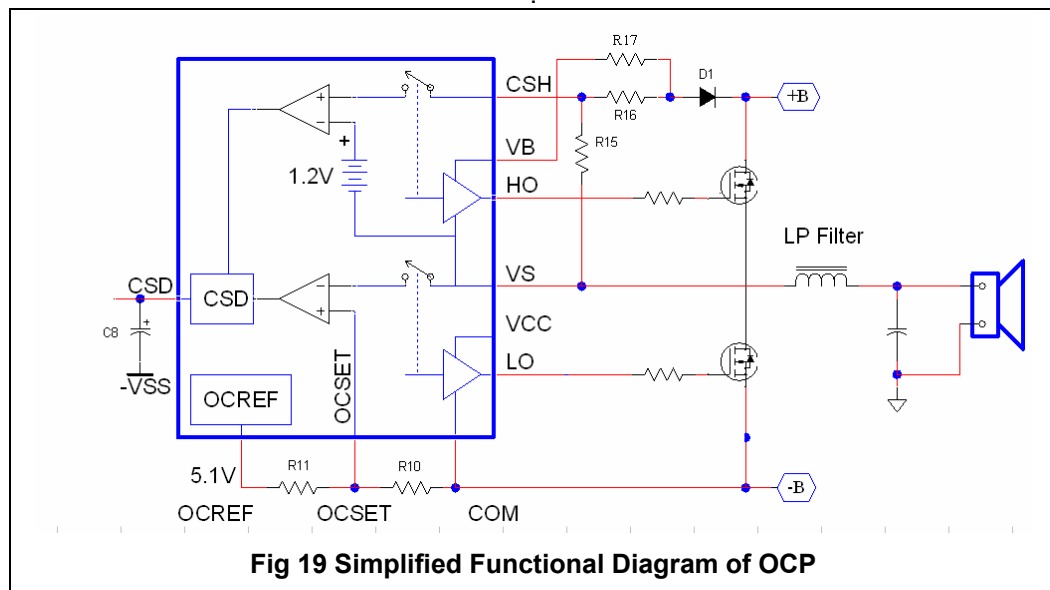 R17
D1
CSH
+B
R16
R15
VB
1.2V
HO
LP Filter
CSD
CSD
VS
C8
VCC
-VSS
LO
OCSET
OCREF
5.1V
R11
R10
-B
OCREF
OCSET
COM
Fig 19 Simplified Functional Diagram of OCP